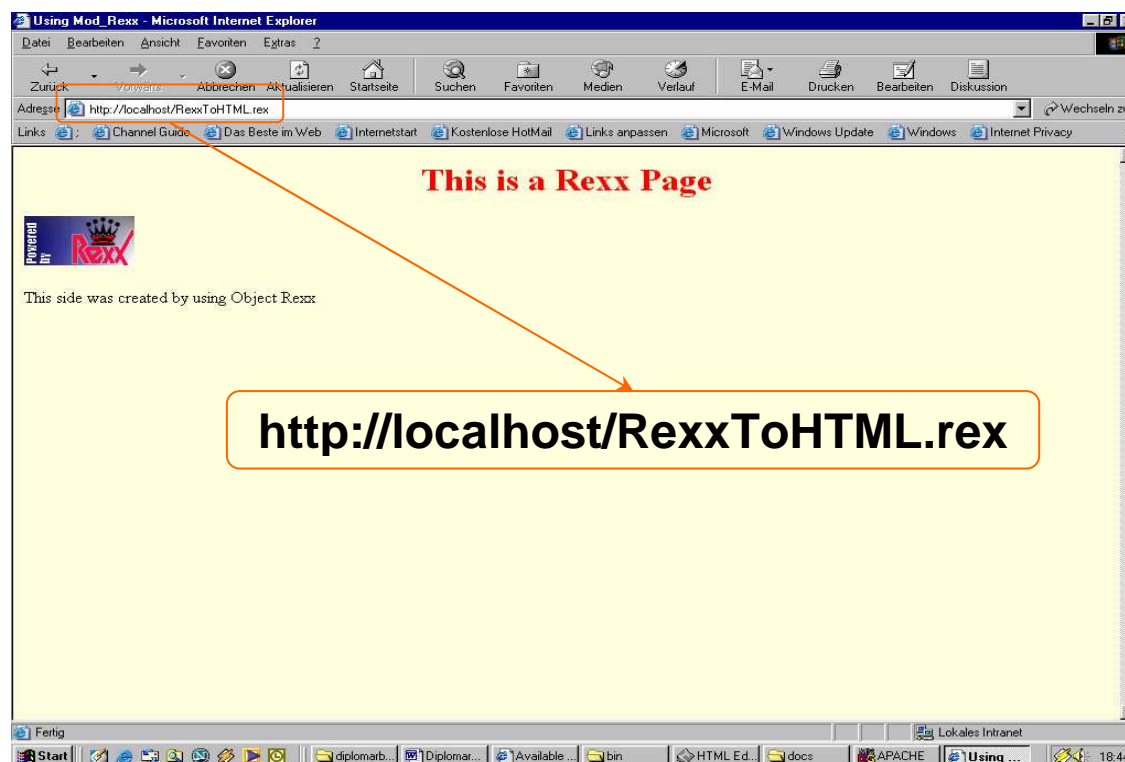 Using Mod_Rexx - Microsoft Internet Explorer
Datei Bearbeiten Ansicht Favoriten Extras ?
Zurück Vorwärts Abbrechen Aktualisieren Startseite Suchen Favoriten Medien Verlauf E-Mail Drucken Bearbeiten Diskussion
Adresse http://localhost/RexxToHTML.rex Wechseln zu
Links ; Channel Guide Das Beste im Web Internetstart Kostenlose HotMail Links anpassen Microsoft Windows Update Windows Internet Privacy
This is a Rexx Page
Powered by Rexx
This side was created by using Object Rexx
http://localhost/RexxToHTML.rex
Fertig Lokales Intranet
Start diplomarb... Diplomar... Available ... bin HTML Ed... docs APACHE Using ... 18:4